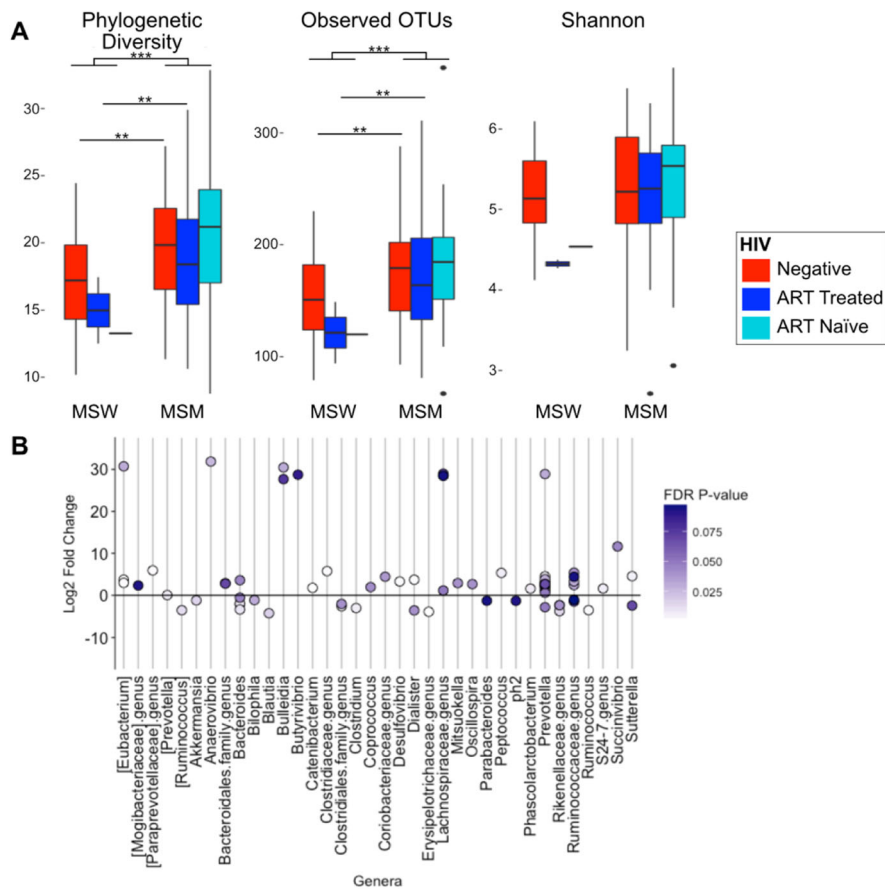 A
Phylogenetic
Diversity
Observed OTUs
Shannon
***
**
**
***
**
**
30-
25-
20-
15-
10-
300-
200-
100-
6-
5-
4-
3-
MSW MSM
MSW MSM
MSW MSM
HIV
Negative
ART Treated
ART Naïve
B
Log2 Fold Change
30
20
10
0
-10
[Eubacterium]
[Mogibacteriaceae].genus
[Paraprevotellaceae].genus
[Prevotella]
[Ruminococcus]
Akkermansia
Anaerovibrio
Bacteroidales.family.genus
Bacteroides
Bilophila
Blautia
Bulleidia
Butyrivibrio
Catenibacterium
Clostridiaceae.genus
Clostridiales.family.genus
Clostridium
Coprococcus
Coriobacteriaceae.genus
Desulfovibrio
Dialister
Erysipelotrichaceae.genus
Lachnospiraceae.genus
Mitsuokella
Oscillospira
Parabacteroides
Peptococcus
ph2
Phascolarctobacterium
Prevotella
Rikenellaceae.genus
Ruminococcaceae.genus
Ruminococcus
S24-7.genus
Succinivibrio
Sutterella
Genera
FDR P-value
0.075
0.050
0.025